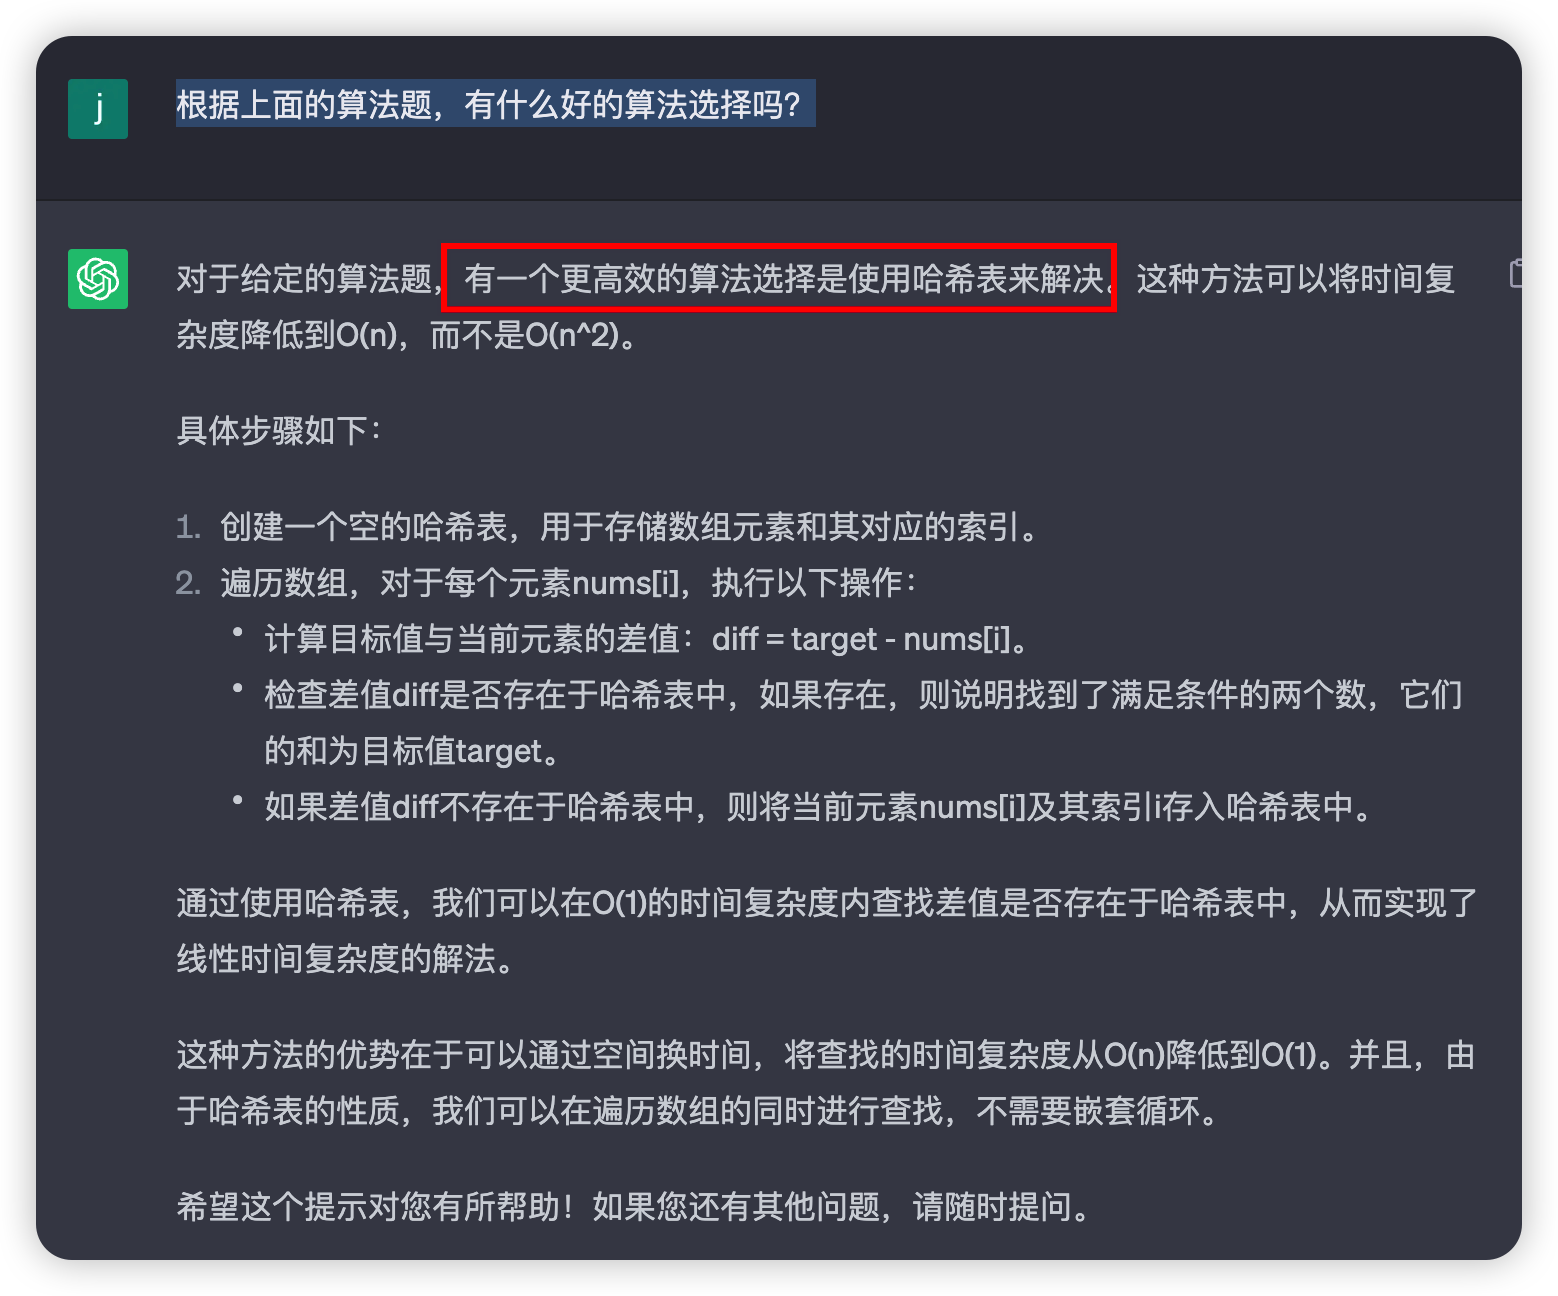 j
根据上面的算法题，有什么好的算法选择吗？
对于给定的算法题，有一个更高效的算法选择是使用哈希表来解决。这种方法可以将时间复
杂度降低到O(n)，而不是O(n^2)。
具体步骤如下：
1. 创建一个空的哈希表，用于存储数组元素和其对应的索引。
2. 遍历数组，对于每个元素nums[i]，执行以下操作：
• 计算目标值与当前元素的差值：diff = target - nums[i]。
• 检查差值diff是否存在于哈希表中，如果存在，则说明找到了满足条件的两个数，它们
的和为目标值target。
• 如果差值diff不存在于哈希表中，则将当前元素nums[i]及其索引i存入哈希表中。
通过使用哈希表，我们可以在O(1)的时间复杂度内查找差值是否存在于哈希表中，从而实现了
线性时间复杂度的解法。
这种方法的优势在于可以通过空间换时间，将查找的时间复杂度从O(n)降低到O(1)。并且，由
于哈希表的性质，我们可以在遍历数组的同时进行查找，不需要嵌套循环。
希望这个提示对您有所帮助！如果您还有其他问题，请随时提问。